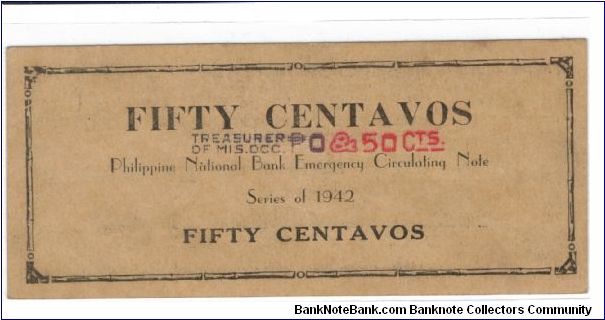 FIFTY CENTAVOS
TREASURER ₱0 & 50 CTS.
OF MIS.OCC.
Philippine National Bank Emergency Circulating Note
Series of 1942
FIFTY CENTAVOS
BankNoteBank.com Banknote Collectors Community